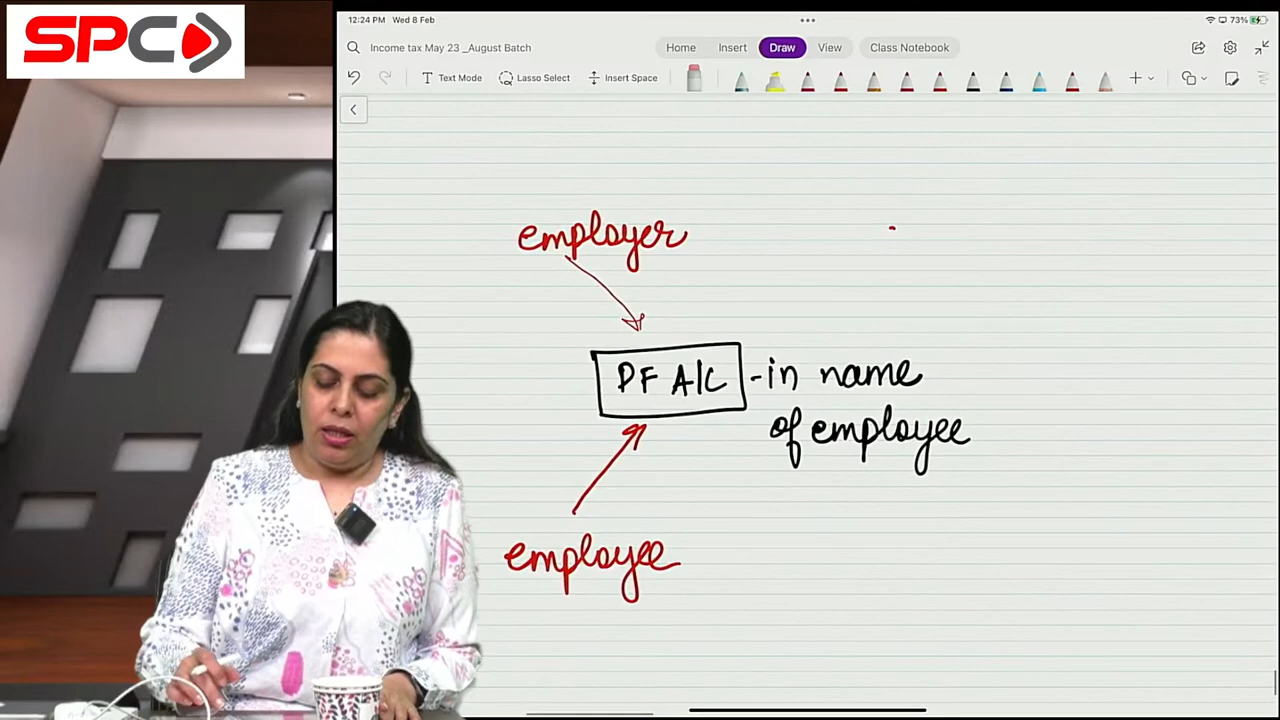 SPC
12:24 PM Wed 8 Feb
73%
Income tax May 23 _August Batch
Home Insert Draw View Class Notebook
Text Mode Lasso Select Insert Space
employer
PF A/C - in name
of employee
employee